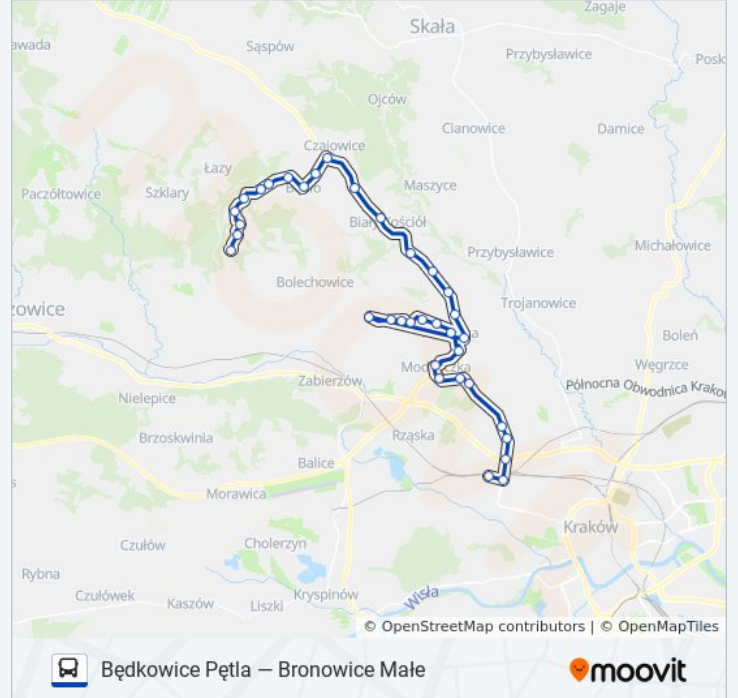 Zagaje
Skała
awada
Sąspów
Przybysławice
Posk
Ojców
Cianowice
Damice
Czajowice
Łazy
Paczółtowice
Szklary
Maszyce
Kościół
Michałowice
Przybysławice
Bolechowice
zowice
Trojanowice
Boleń
Węgrzce
Zabierzów
Północna Obwodnica Krako
Nielepice
Rząska
Brzoskwinia
Balice
Morawica
Kraków
Czułów
Cholerzyn
Rybna
Czułówek
Kaszów
Liszki
Kryspinów
Wisła
© OpenStreetMap contributors | © OpenMapTiles
Będkowice Pętla — Bronowice Małe
moovit